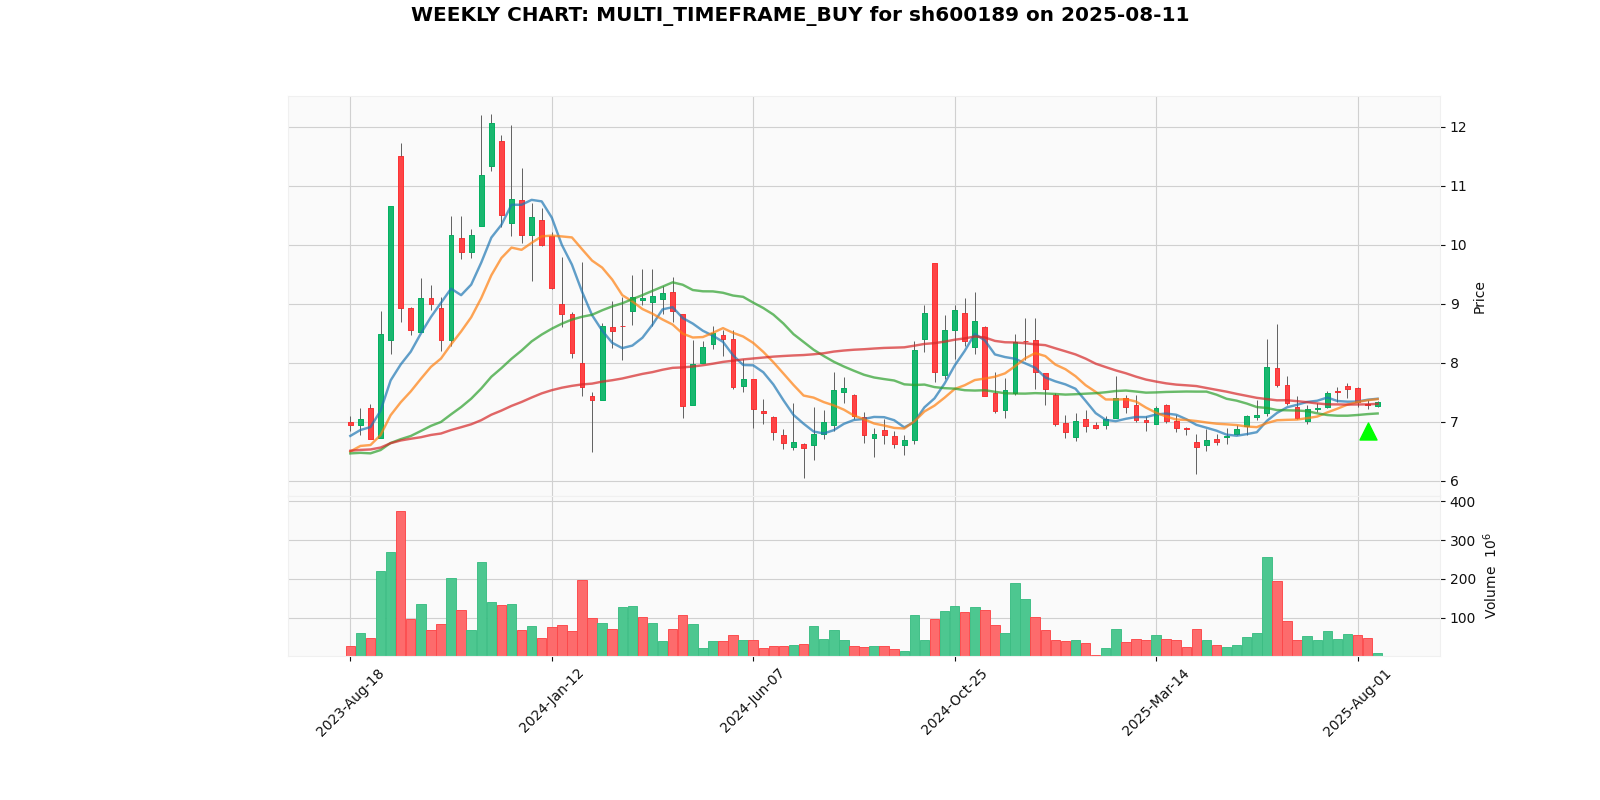 WEEKLY CHART: MULTI_TIMEFRAME_BUY for sh600189 on 2025-08-11
12
11
10
9
8
7
6
Price
400
300
200
100
Volume 10^6
2023-Aug-18
2024-Jan-12
2024-Jun-07
2024-Oct-25
2025-Mar-14
2025-Aug-01